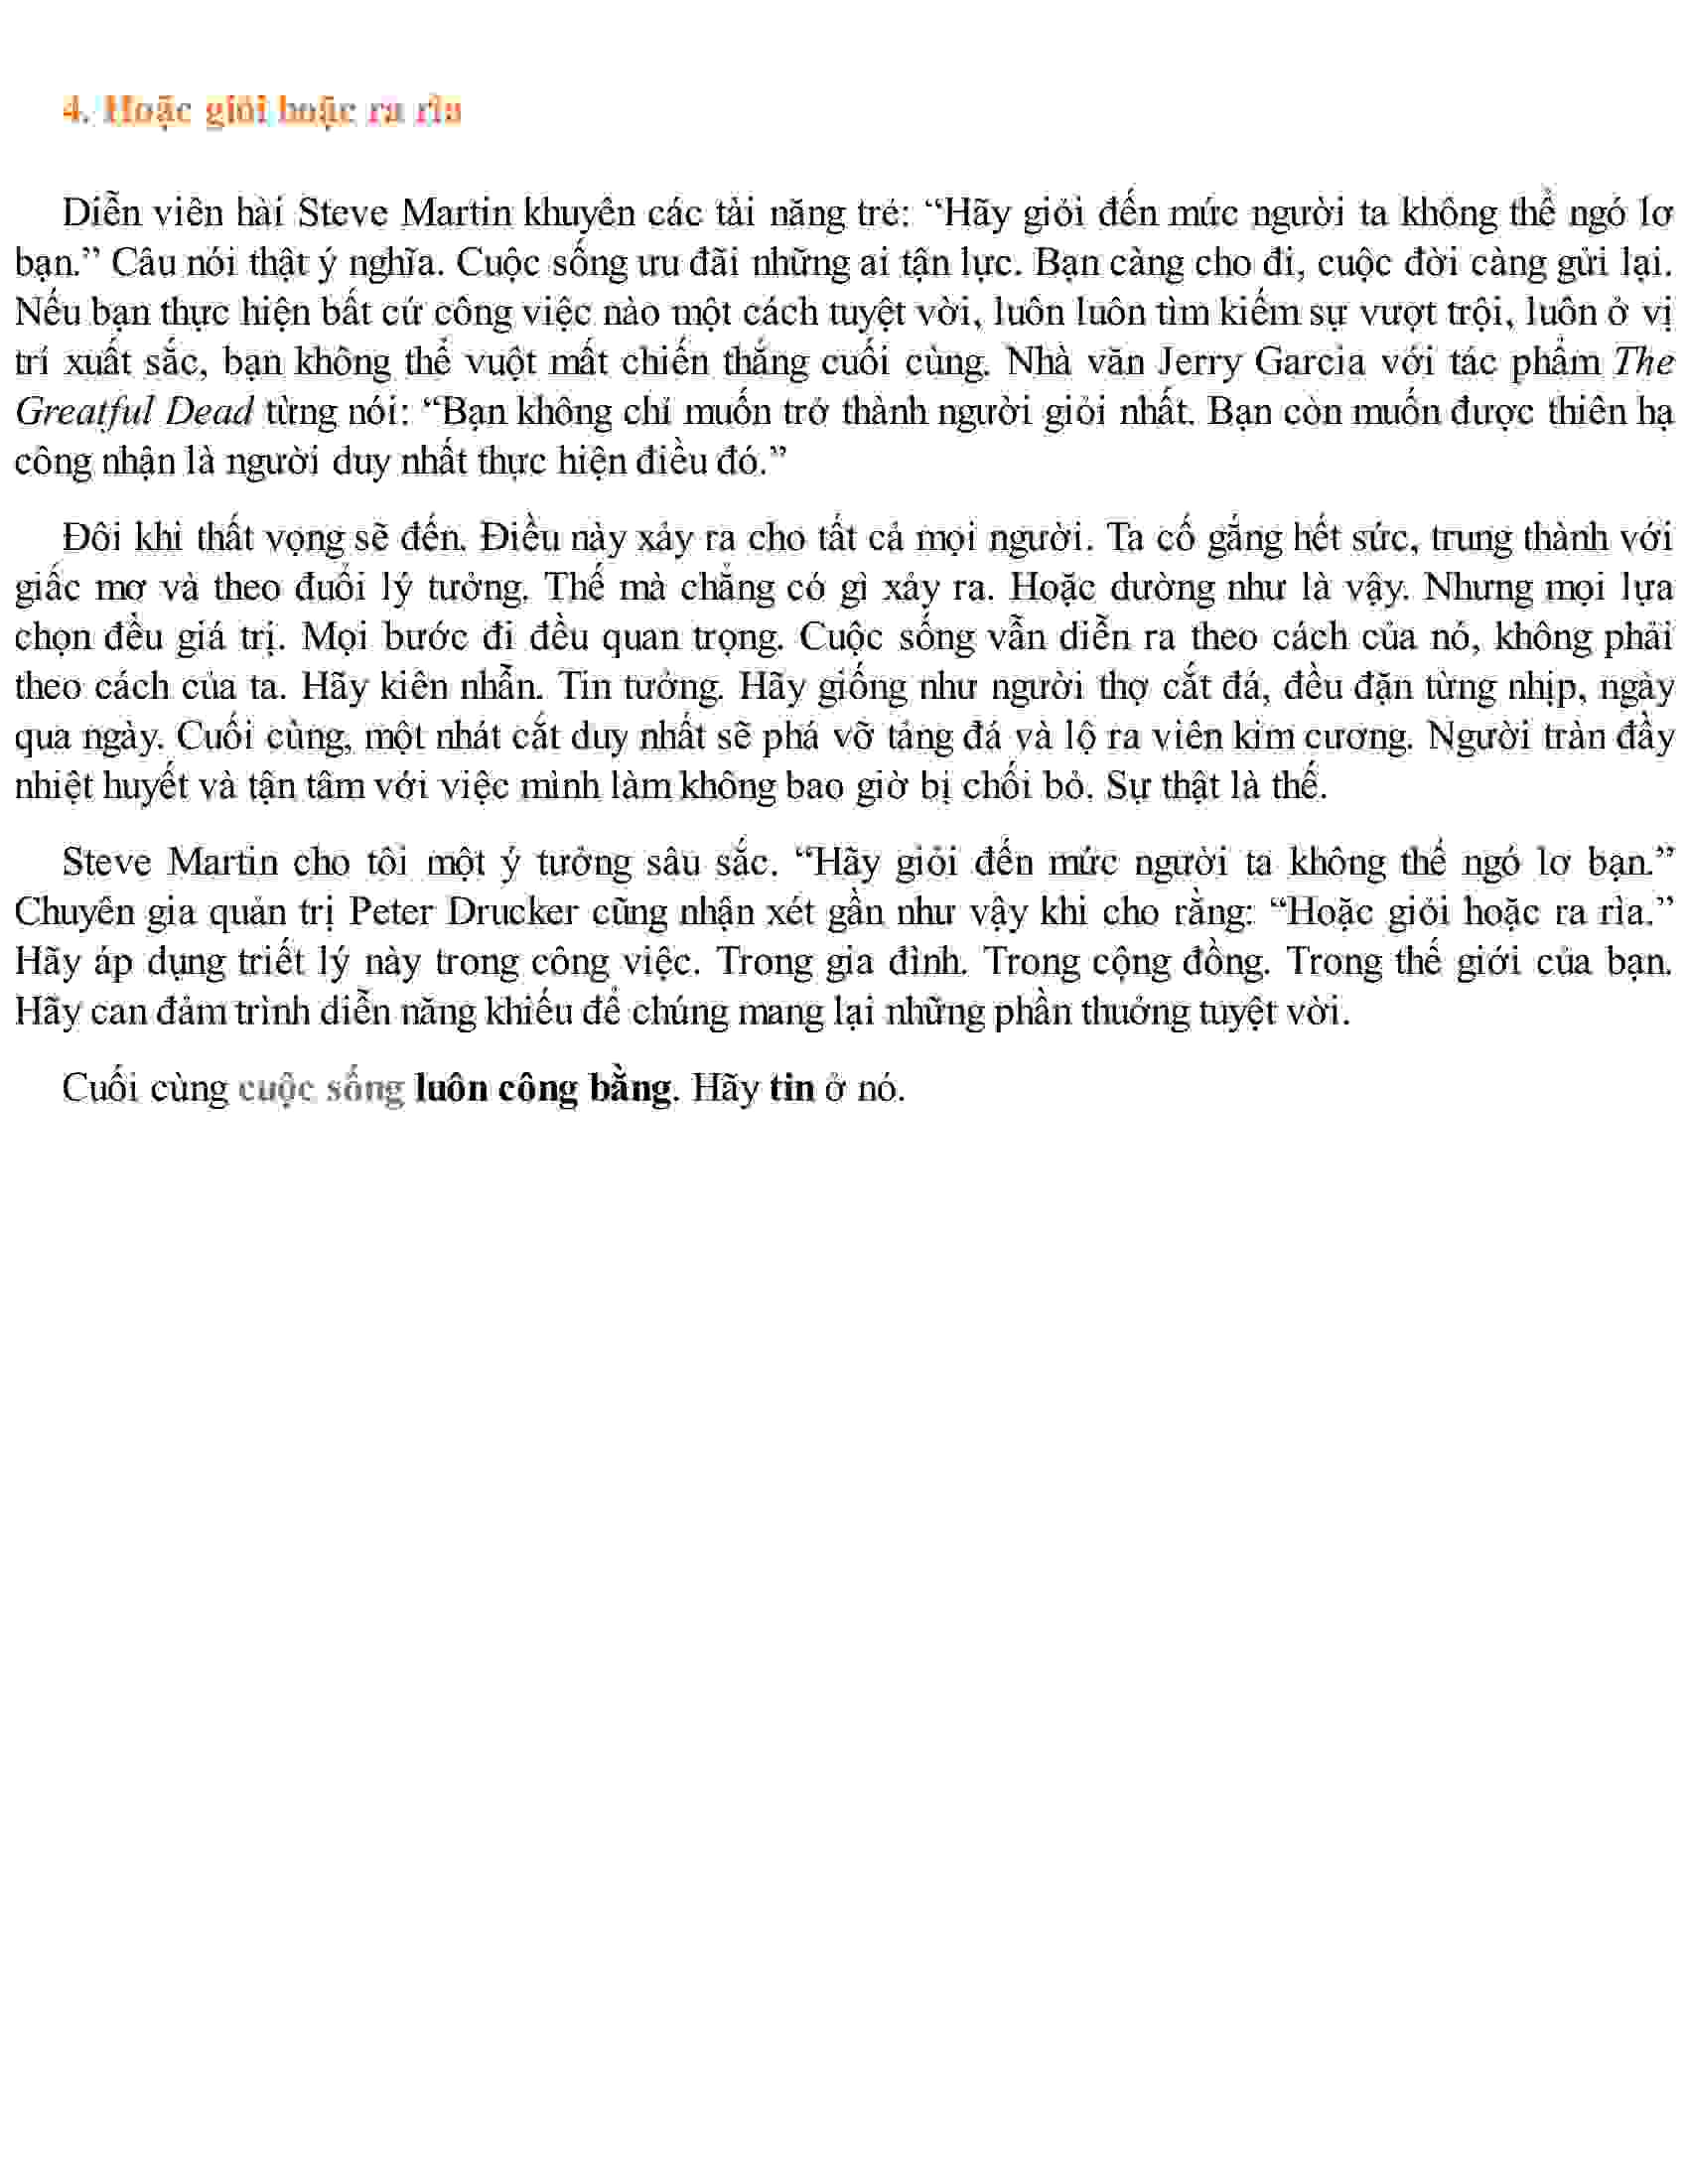 4. Hoặc giỏi hoặc ra rìa
Diễn viên hài Steve Martin khuyên các tài năng trẻ: “Hãy giỏi đến mức người ta không thể ngó lơ
bạn.” Câu nói thật ý nghĩa. Cuộc sống ưu đãi những ai tận lực. Bạn càng cho đi, cuộc đời càng gửi lại.
Nếu bạn thực hiện bất cứ công việc nào một cách tuyệt vời, luôn luôn tìm kiếm sự vượt trội, luôn ở vị
trí xuất sắc, bạn không thể vuột mất chiến thắng cuối cùng. Nhà văn Jerry Garcia với tác phẩm The
Greatful Dead từng nói: “Bạn không chỉ muốn trở thành người giỏi nhất. Bạn còn muốn được thiên hạ
công nhận là người duy nhất thực hiện điều đó.”
Đôi khi thất vọng sẽ đến. Điều này xảy ra cho tất cả mọi người. Ta cố gắng hết sức, trung thành với
giấc mơ và theo đuổi lý tưởng. Thế mà chẳng có gì xảy ra. Hoặc dường như là vậy. Nhưng mọi lựa
chọn đều giá trị. Mọi bước đi đều quan trọng. Cuộc sống vẫn diễn ra theo cách của nó, không phải
theo cách của ta. Hãy kiên nhẫn. Tin tưởng. Hãy giống như người thợ cắt đá, đều đặn từng nhịp, ngày
qua ngày. Cuối cùng, một nhát cắt duy nhất sẽ phá vỡ tảng đá và lộ ra viên kim cương. Người tràn đầy
nhiệt huyết và tận tâm với việc mình làm không bao giờ bị chối bỏ. Sự thật là thế.
Steve Martin cho tôi một ý tưởng sâu sắc. “Hãy giỏi đến mức người ta không thể ngó lơ bạn.”
Chuyên gia quản trị Peter Drucker cũng nhận xét gần như vậy khi cho rằng: “Hoặc giỏi hoặc ra rìa.”
Hãy áp dụng triết lý này trong công việc. Trong gia đình. Trong cộng đồng. Trong thế giới của bạn.
Hãy can đảm trình diễn năng khiếu để chúng mang lại những phần thưởng tuyệt vời.
Cuối cùng cuộc sống luôn công bằng. Hãy tin ở nó.